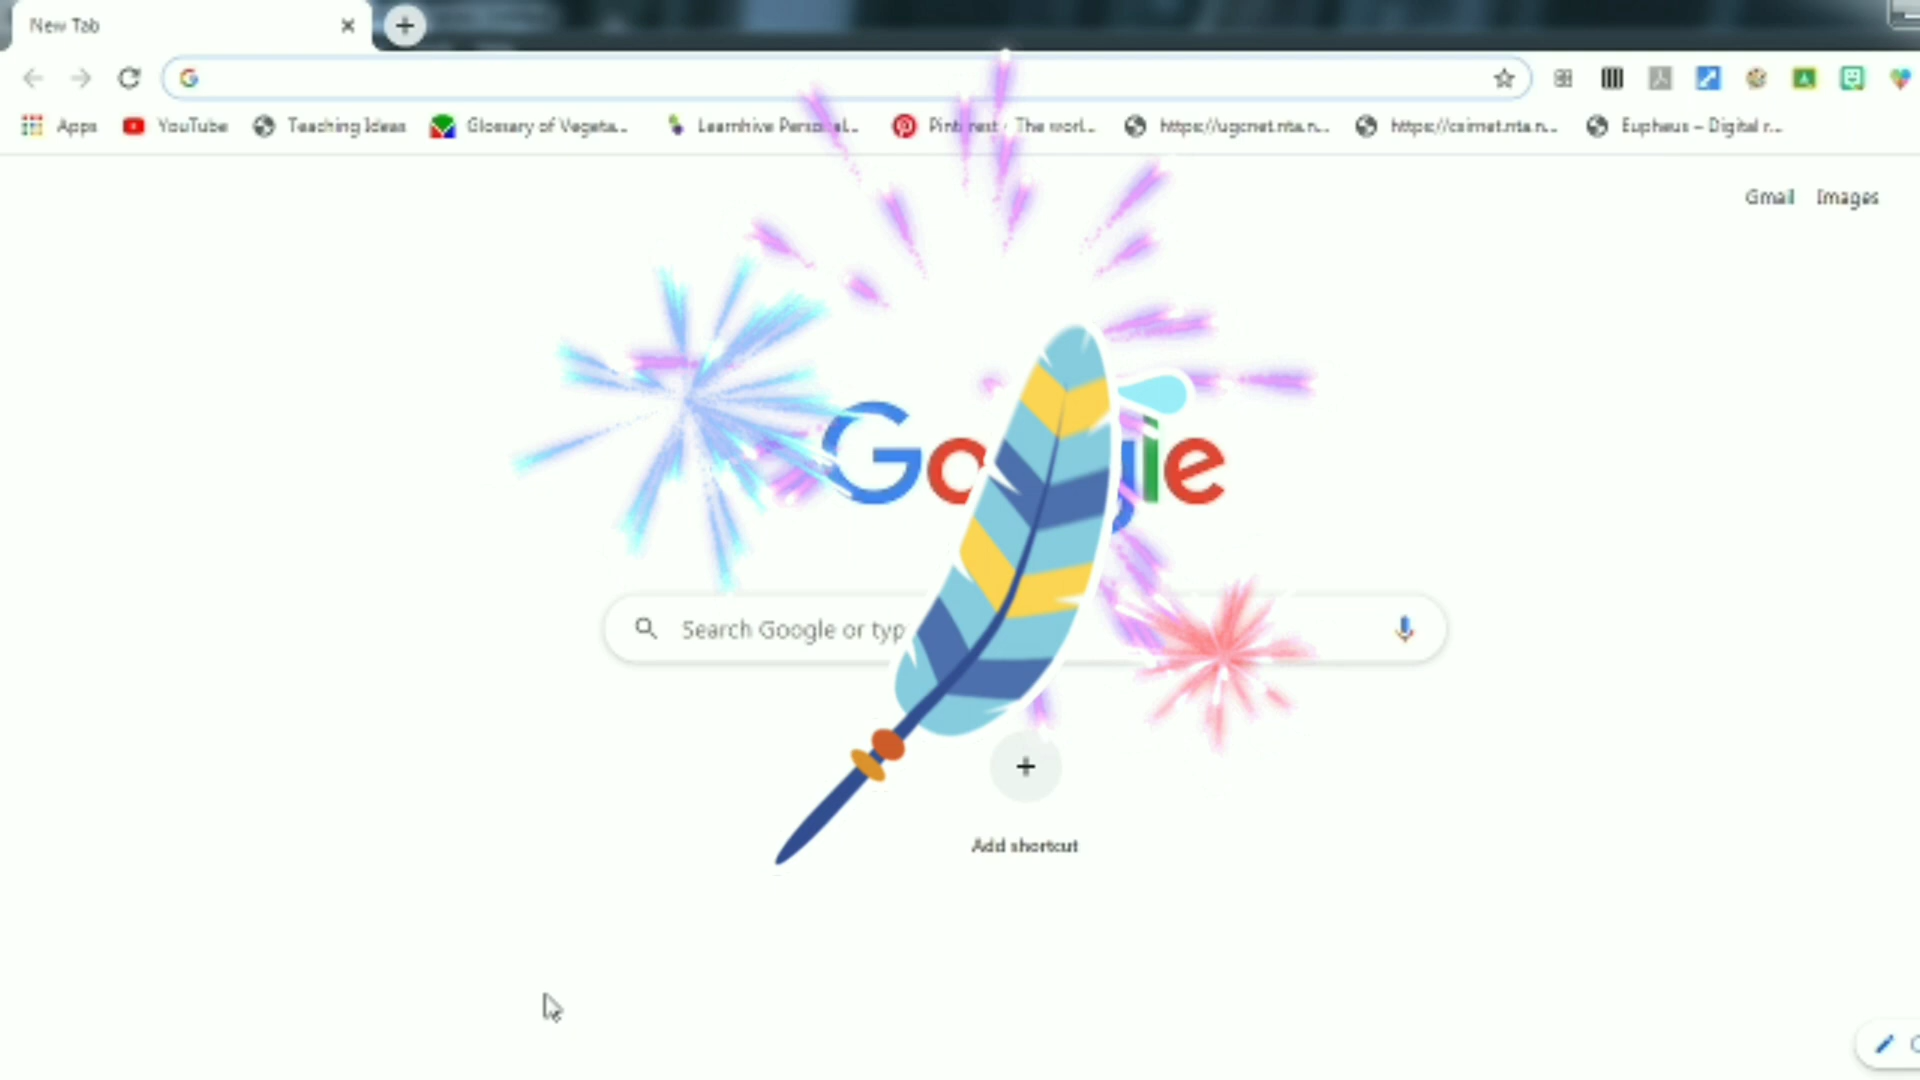 New Tab
Apps YouTube Teaching Ideas Glossary of Vegeta... Learnhive Personal... Pinterest · The worl... https://ugcnet.nta.n... https://csirnet.nta.n... Eupheus – Digital r...
Gmail Images
Google
Search Google or typ
Add shortcut